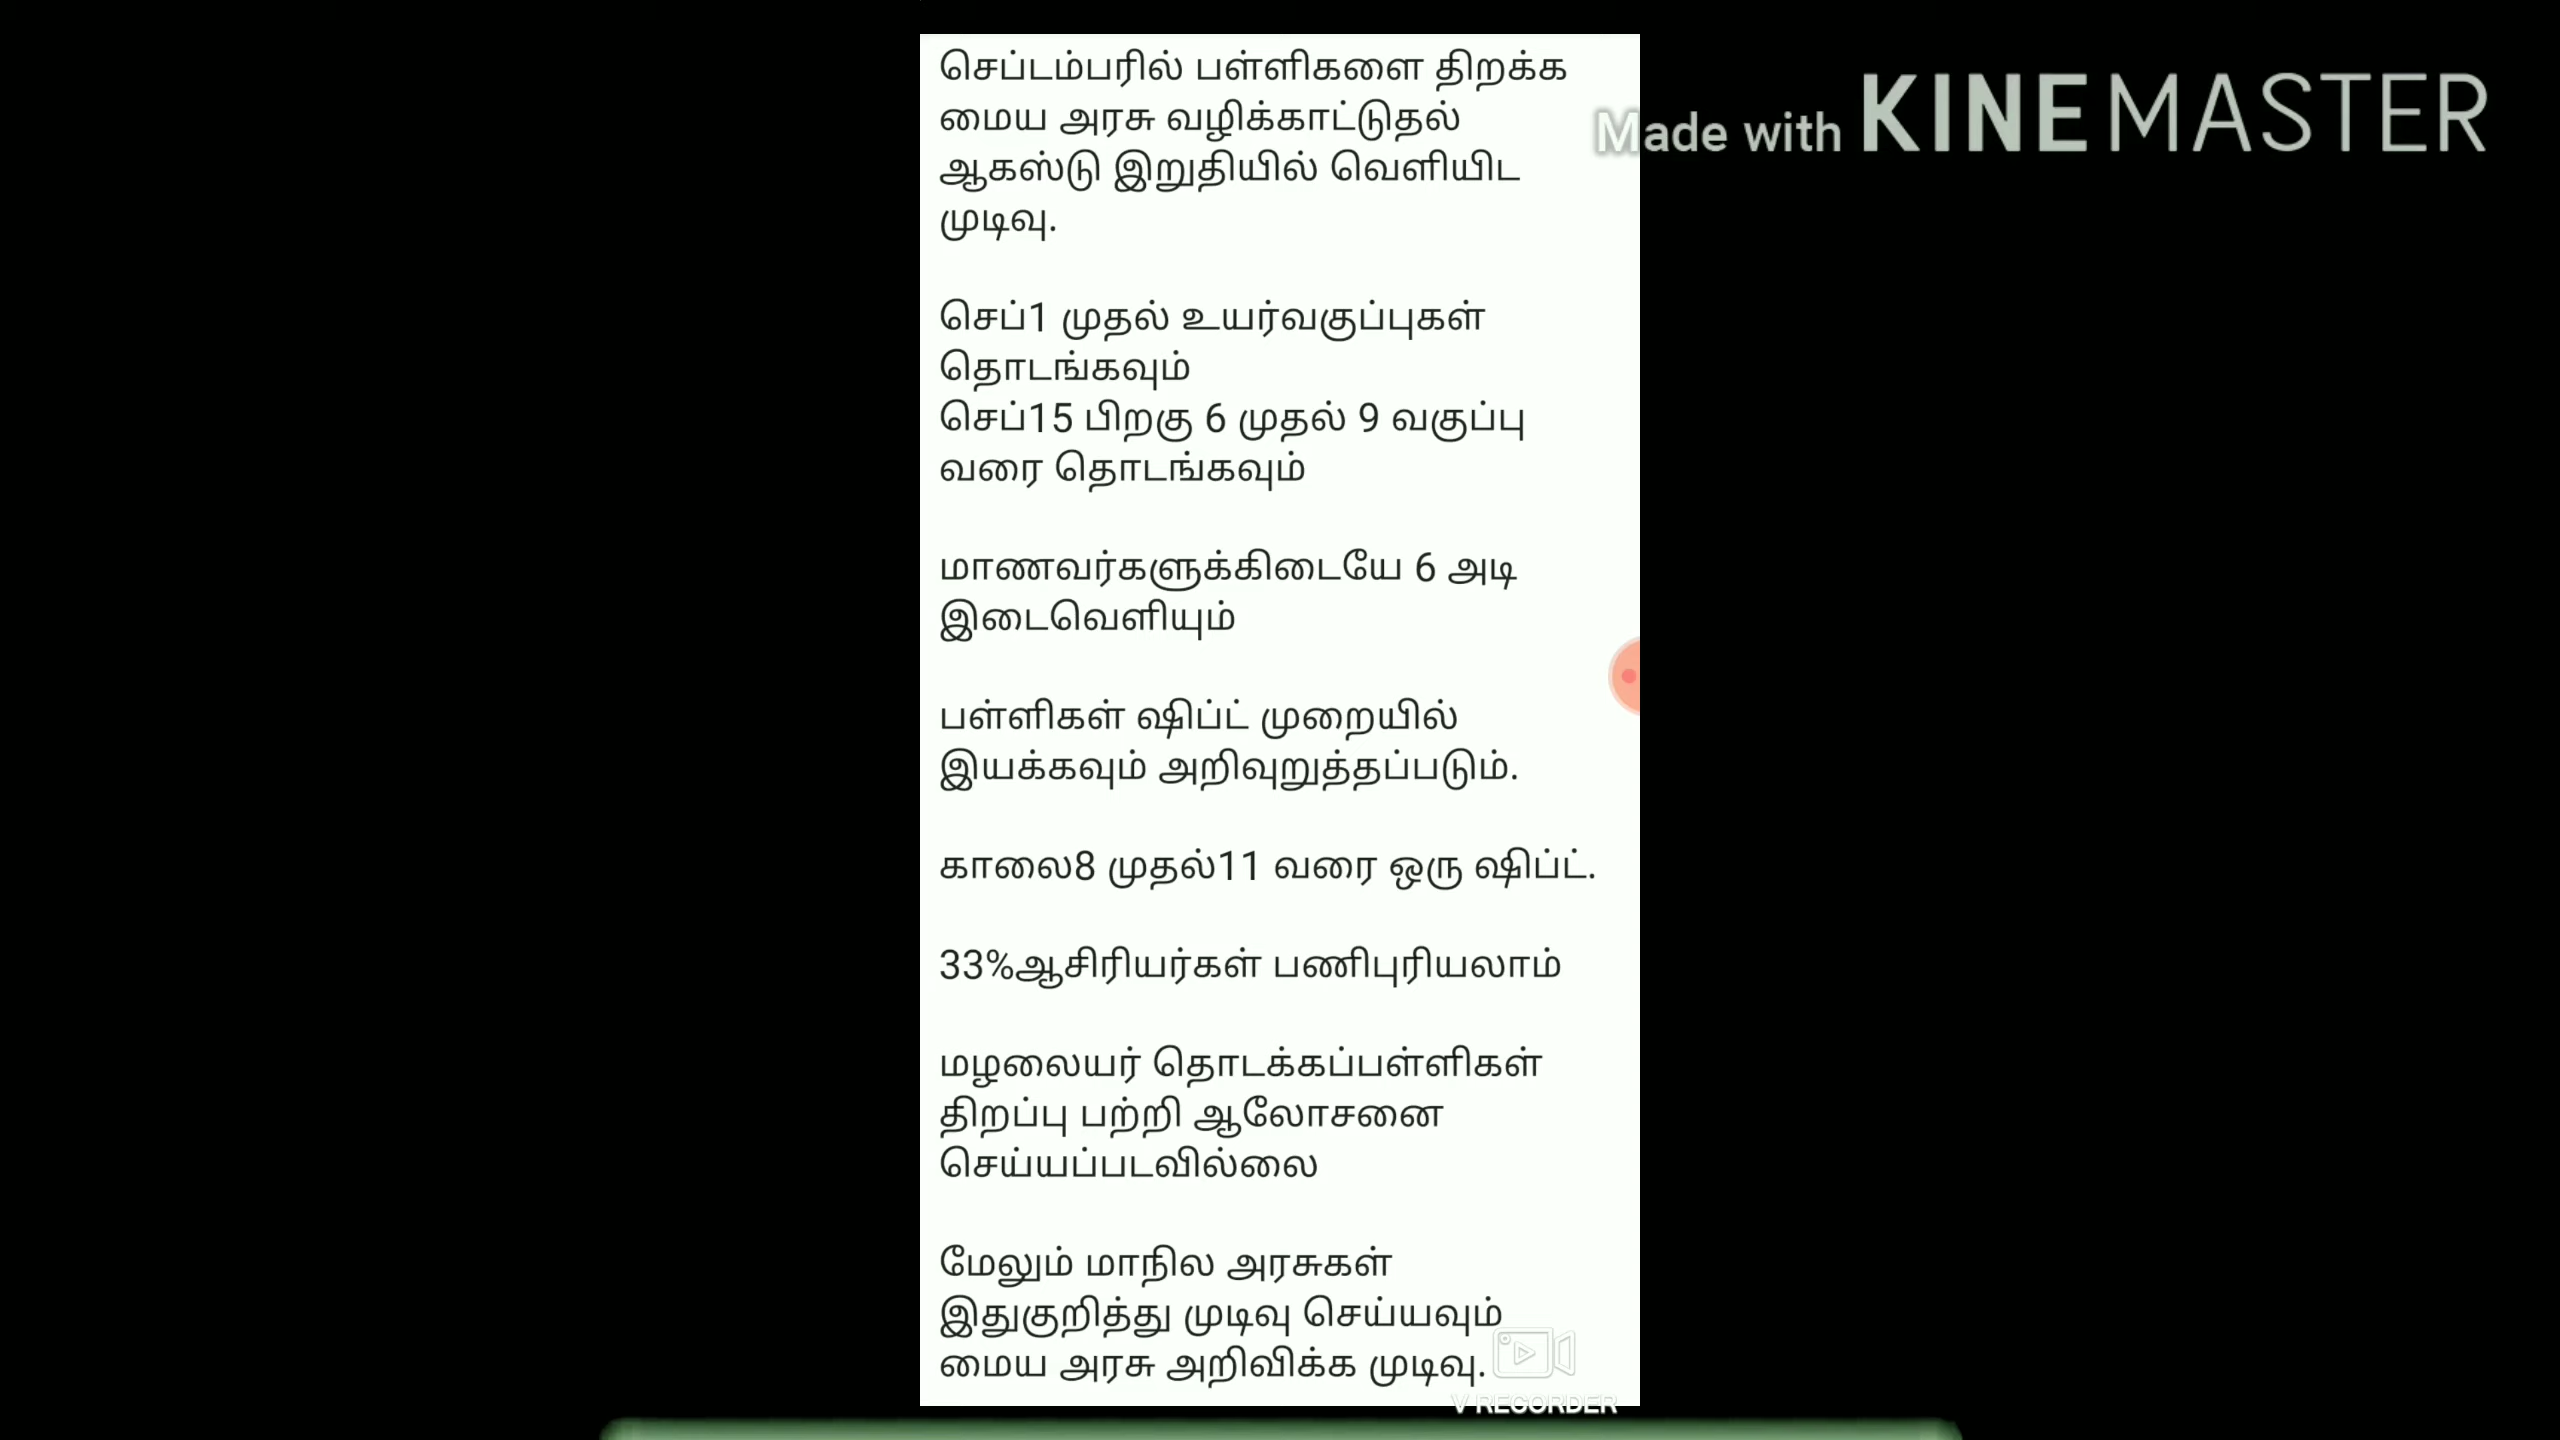 செப்டம்பரில் பள்ளிகளை திறக்க
மைய அரசு வழிக்காட்டுதல்
ஆகஸ்டு இறுதியில் வெளியிட
முடிவு.
செப்1 முதல் உயர்வகுப்புகள்
தொடங்கவும்
செப்15 பிறகு 6 முதல் 9 வகுப்பு
வரை தொடங்கவும்
மாணவர்களுக்கிடையே 6 அடி
இடைவெளியும்
பள்ளிகள் ஷிப்ட் முறையில்
இயக்கவும் அறிவுறுத்தப்படும்.
காலை8 முதல்11 வரை ஒரு ஷிப்ட்.
33%ஆசிரியர்கள் பணிபுரியலாம்
மழலையர் தொடக்கப்பள்ளிகள்
திறப்பு பற்றி ஆலோசனை
செய்யப்படவில்லை
மேலும் மாநில அரசுகள்
இதுகுறித்து முடிவு செய்யவும்
மைய அரசு அறிவிக்க முடிவு.
V RECORDER
Made with KINEMASTER